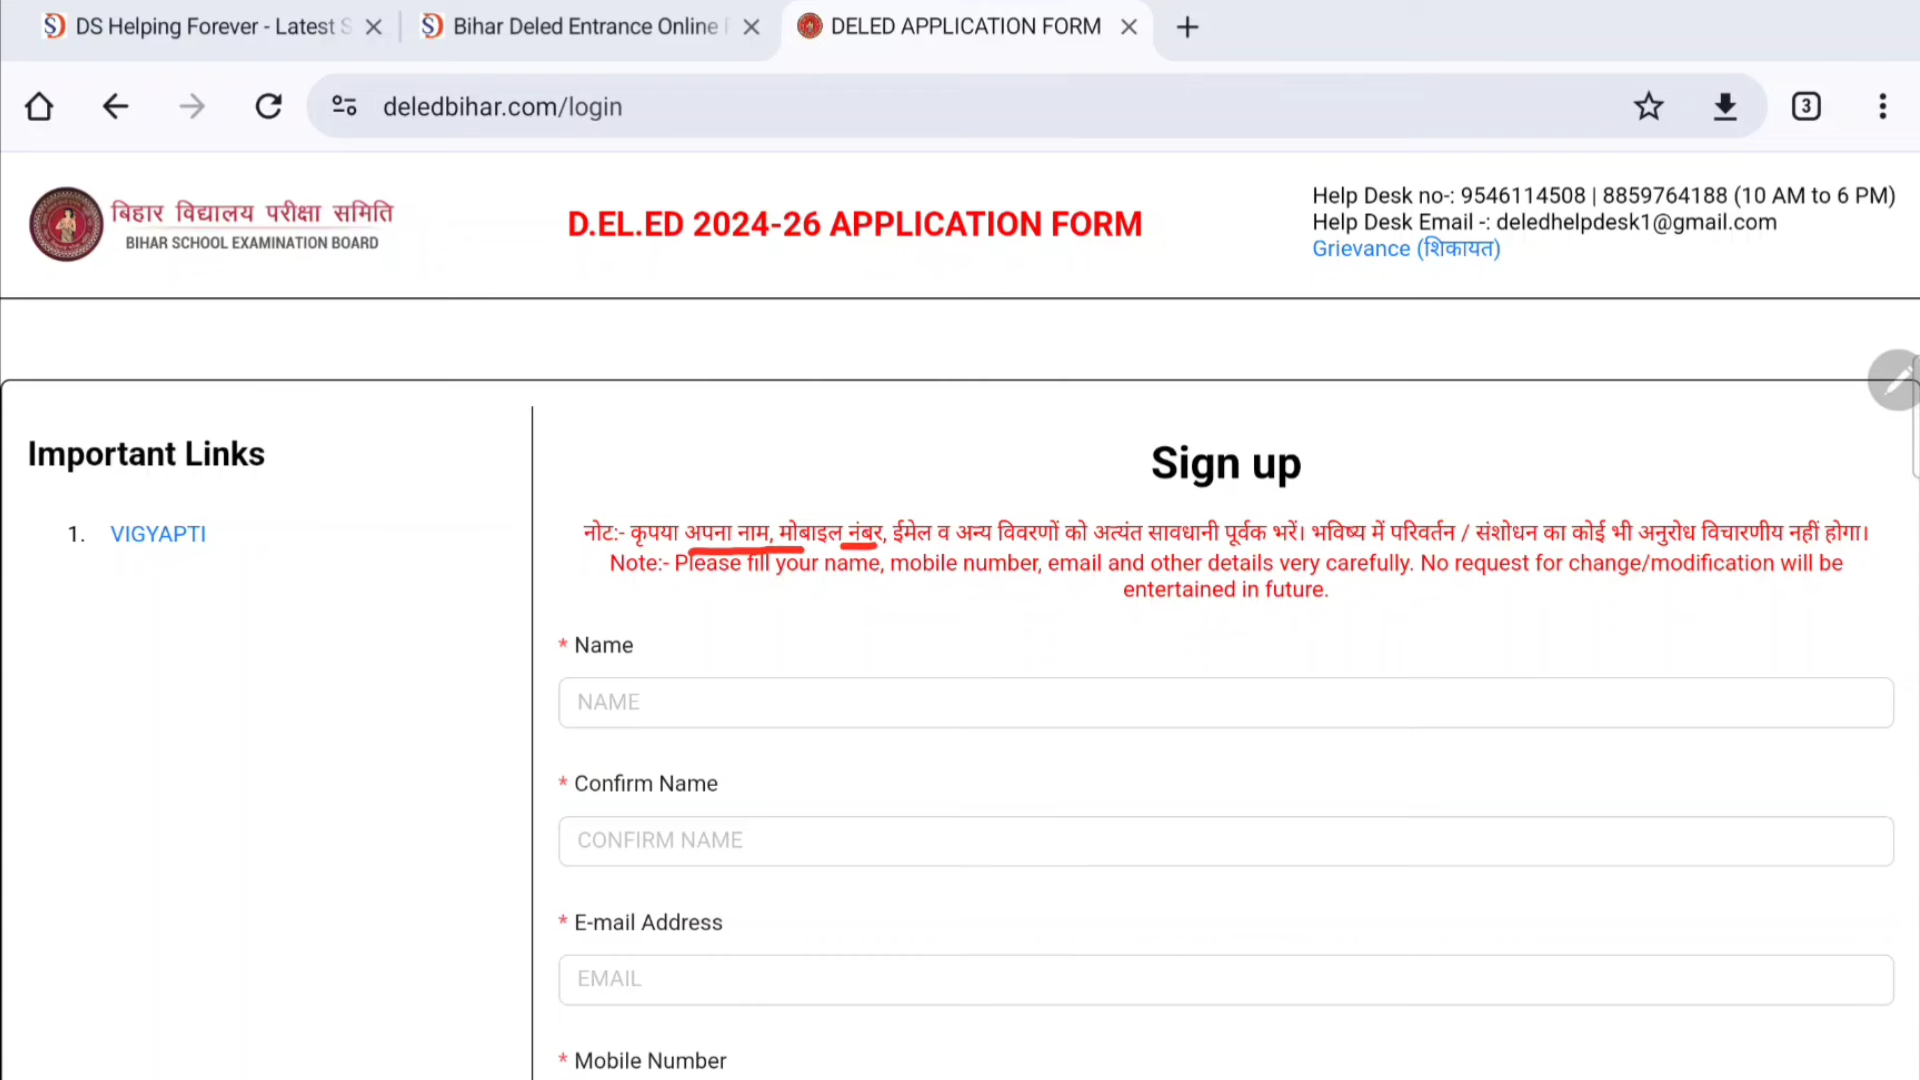 DS Helping Forever - Latest S
Bihar Deled Entrance Online
DELED APPLICATION FORM
deledbihar.com/login
3
बिहार विद्यालय परीक्षा समिति
BIHAR SCHOOL EXAMINATION BOARD
D.EL.ED 2024-26 APPLICATION FORM
Help Desk no-: 9546114508 | 8859764188 (10 AM to 6 PM)
Help Desk Email -: deledhelpdesk1@gmail.com
Grievance (शिकायत)
Important Links
1. VIGYAPTI
Sign up
नोट:- कृपया अपना नाम, मोबाइल नंबर, ईमेल व अन्य विवरणों को अत्यंत सावधानी पूर्वक भरें। भविष्य में परिवर्तन / संशोधन का कोई भी अनुरोध विचारणीय नहीं होगा।
Note:- Please fill your name, mobile number, email and other details very carefully. No request for change/modification will be
entertained in future.
* Name
NAME
* Confirm Name
CONFIRM NAME
* E-mail Address
EMAIL
* Mobile Number